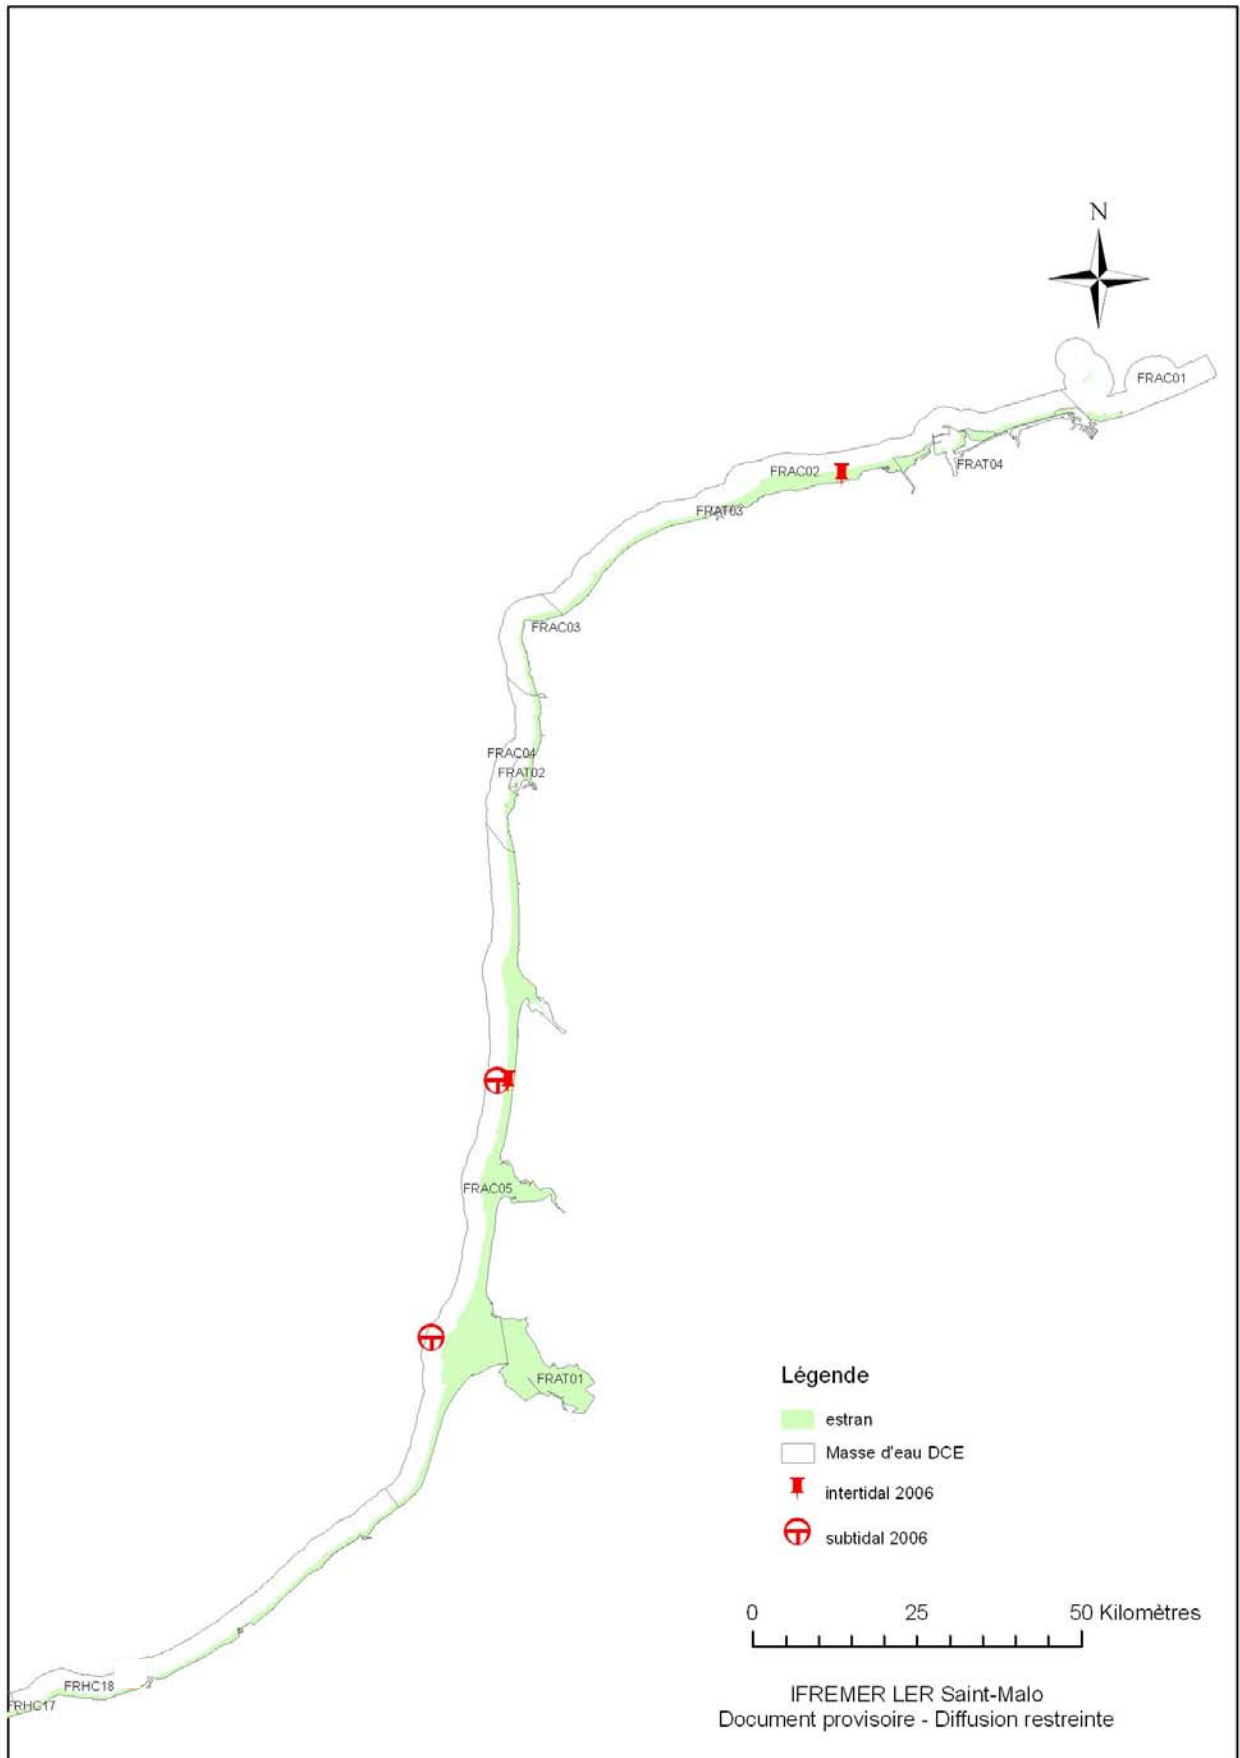 N
FRAC01
FRAC02
FRAT04
FRAT03
FRAC03
FRAC04
FRAT02
FRAC05
FRAT01
Légende
estran
Masse d'eau DCE
intertidal 2006
subtidal 2006
0 25 50 Kilomètres
FRHC18
FRHC17
IFREMER LER Saint-Malo
Document provisoire - Diffusion restreinte